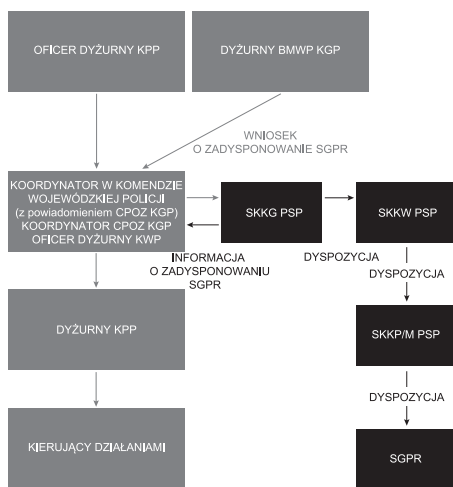 OFICER DYŻURNY KPP
DYŻURNY BMWP KGP
WNIOSEK
O ZADYSPONOWANIE SGPR
KOORDYNATOR W KOMENDZIE
WOJEWÓDZKIEJ POLICJI
(z powiadomieniem CPOZ KGP)
KOORDYNATOR CPOZ KGP
OFICER DYŻURNY KWP
SKKG PSP
SKKW PSP
INFORMACJA
O ZADYSPONOWANIU
SGPR
DYSPOZYCJA
DYSPOZYCJA
DYŻURNY KPP
SKKP/M PSP
DYSPOZYCJA
KIERUJĄCY DZIAŁANIAMI
SGPR